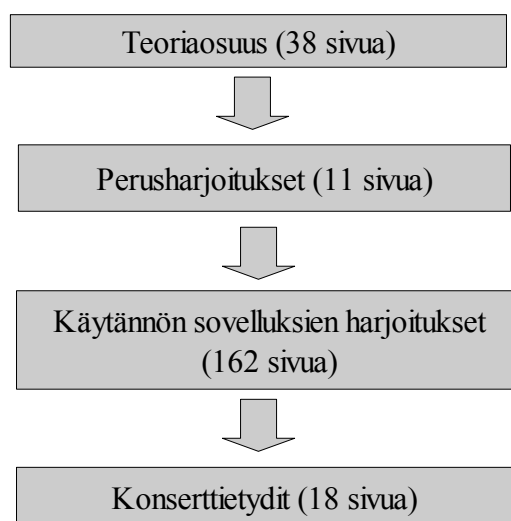 Teoriaosuus (38 sivua)
Perusharjoitukset (11 sivua)
Käytännön sovelluksien harjoitukset
(162 sivua)
Konserttietydit (18 sivua)